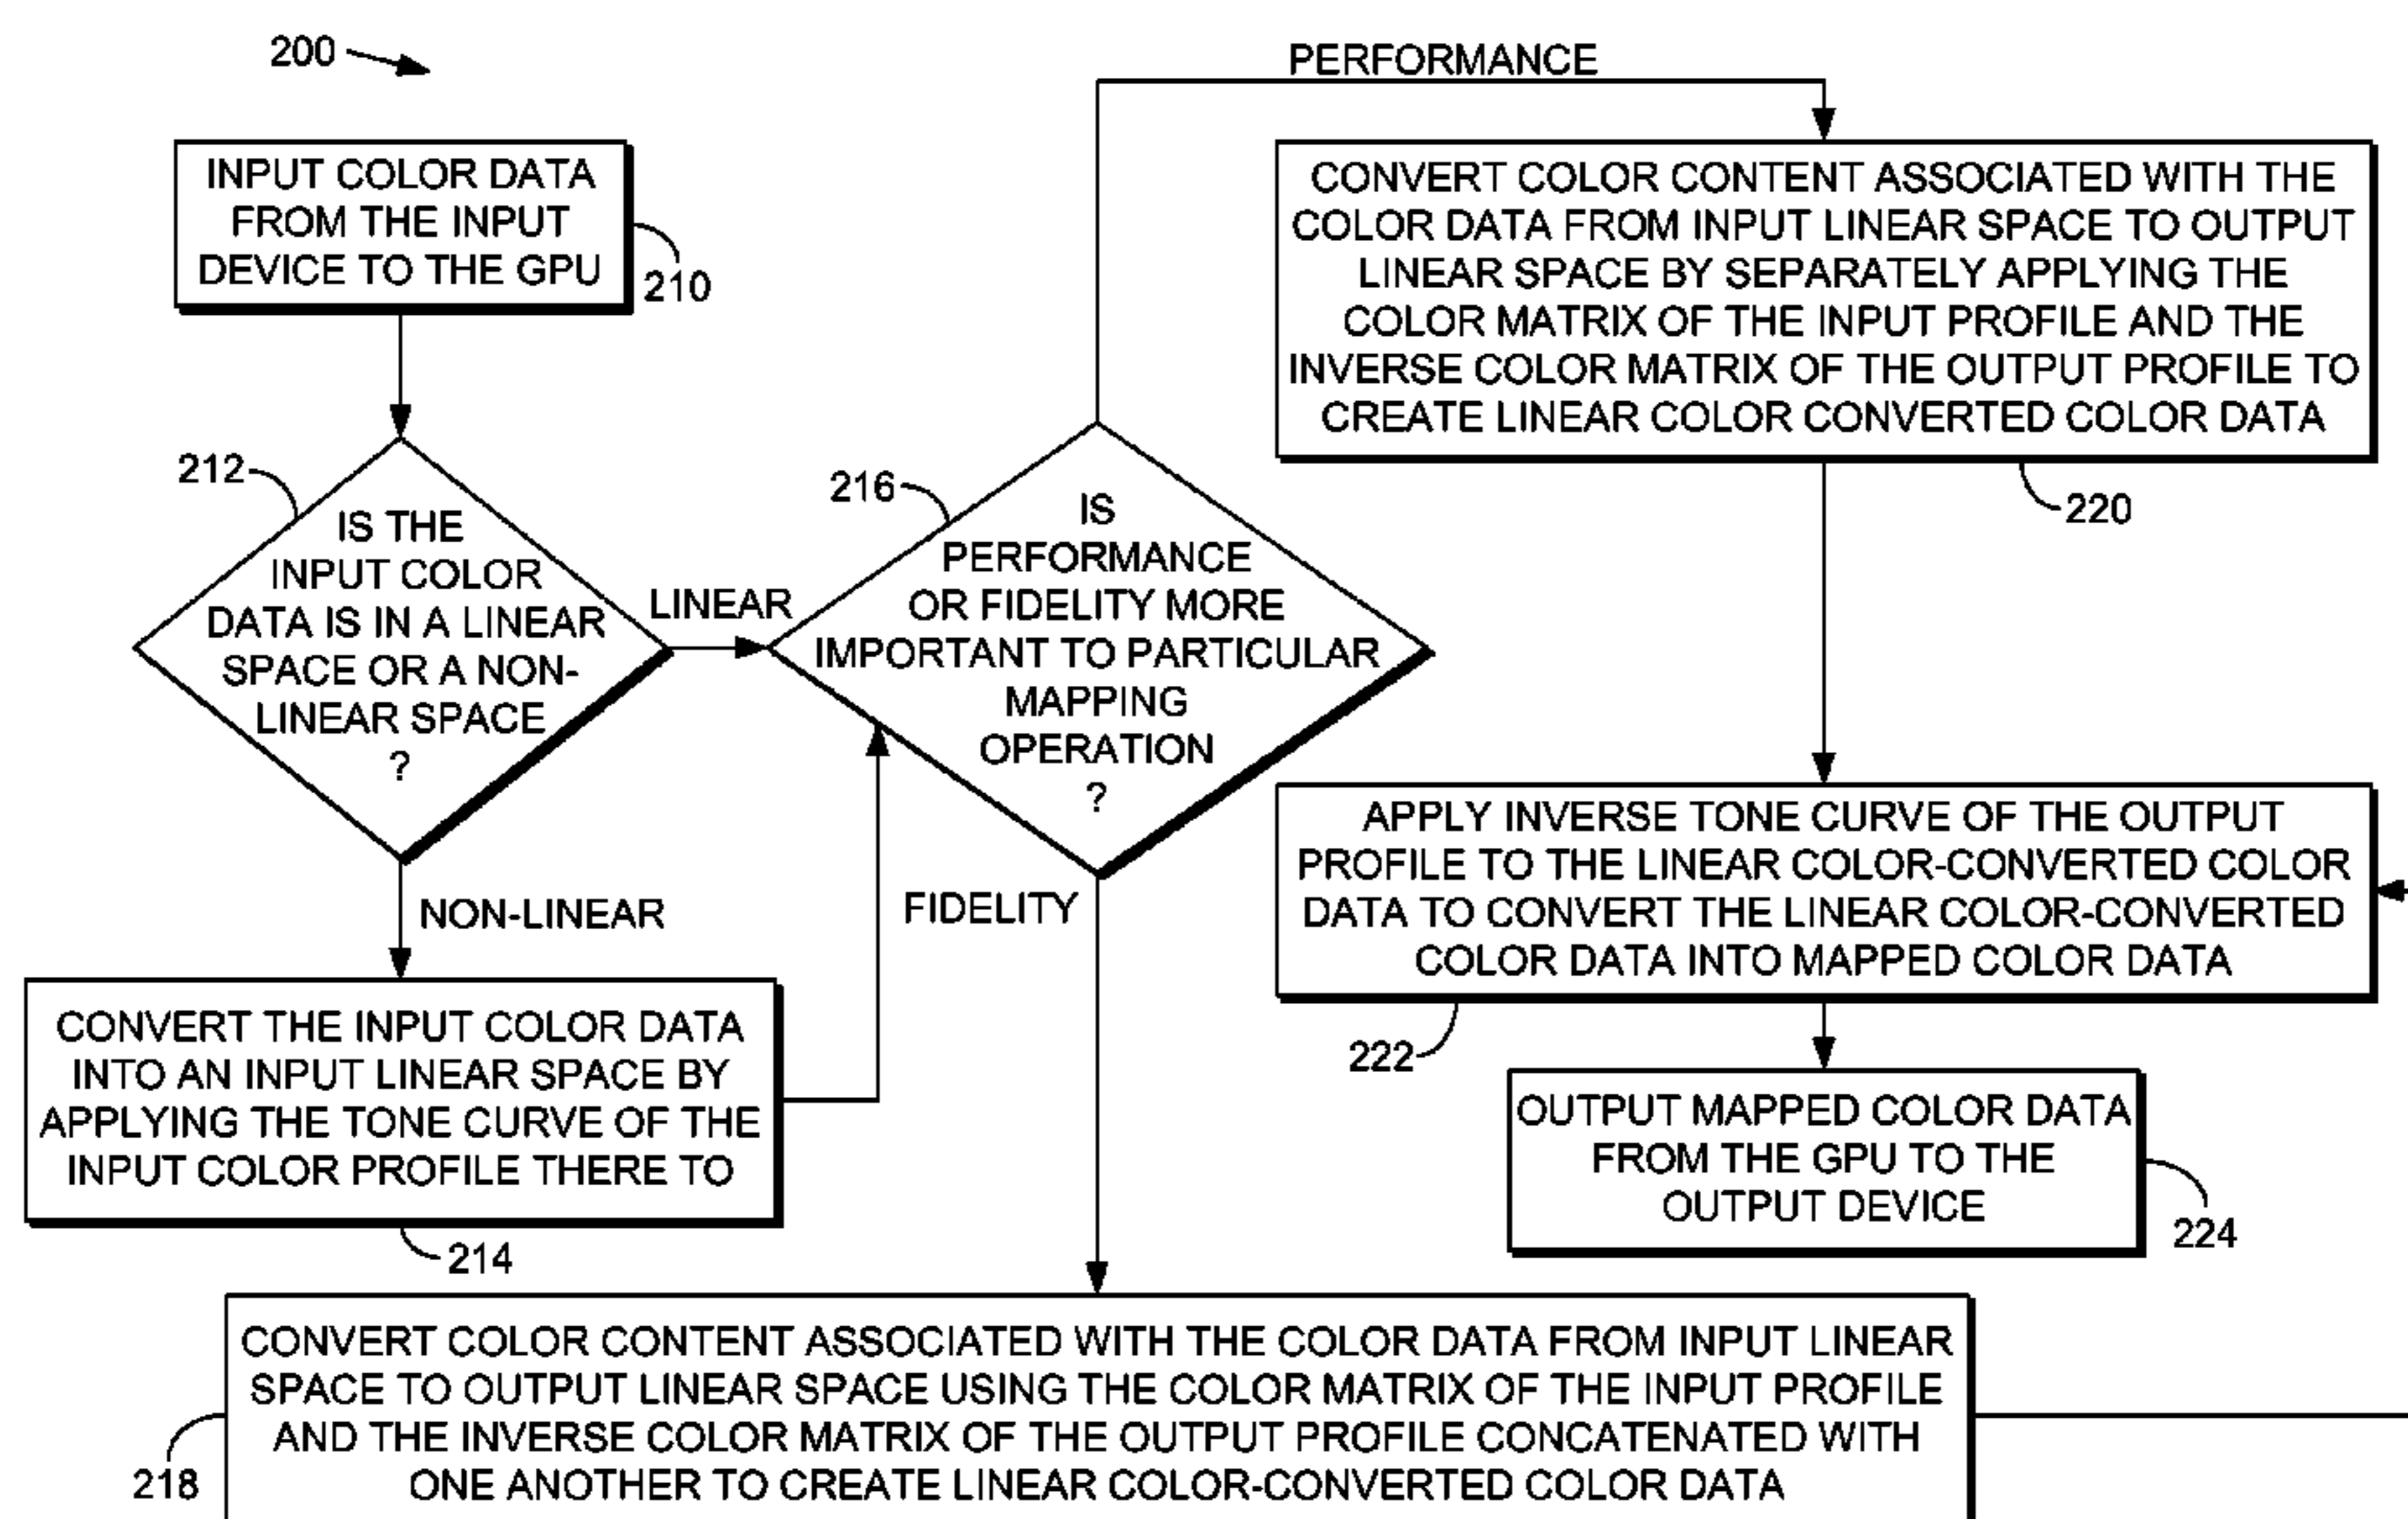 200
INPUT COLOR DATA
FROM THE INPUT
DEVICE TO THE GPU
210
212
IS THE
INPUT COLOR
DATA IS IN A LINEAR
SPACE OR A NON-
LINEAR SPACE
?
LINEAR
NON-LINEAR
CONVERT THE INPUT COLOR DATA
INTO AN INPUT LINEAR SPACE BY
APPLYING THE TONE CURVE OF THE
INPUT COLOR PROFILE THERE TO
214
216
IS
PERFORMANCE
OR FIDELITY MORE
IMPORTANT TO PARTICULAR
MAPPING
OPERATION
?
PERFORMANCE
FIDELITY
CONVERT COLOR CONTENT ASSOCIATED WITH THE
COLOR DATA FROM INPUT LINEAR SPACE TO OUTPUT
LINEAR SPACE BY SEPARATELY APPLYING THE
COLOR MATRIX OF THE INPUT PROFILE AND THE
INVERSE COLOR MATRIX OF THE OUTPUT PROFILE TO
CREATE LINEAR COLOR CONVERTED COLOR DATA
220
APPLY INVERSE TONE CURVE OF THE OUTPUT
PROFILE TO THE LINEAR COLOR-CONVERTED COLOR
DATA TO CONVERT THE LINEAR COLOR-CONVERTED
COLOR DATA INTO MAPPED COLOR DATA
222
OUTPUT MAPPED COLOR DATA
FROM THE GPU TO THE
OUTPUT DEVICE
224
CONVERT COLOR CONTENT ASSOCIATED WITH THE COLOR DATA FROM INPUT LINEAR
SPACE TO OUTPUT LINEAR SPACE USING THE COLOR MATRIX OF THE INPUT PROFILE
AND THE INVERSE COLOR MATRIX OF THE OUTPUT PROFILE CONCATENATED WITH
ONE ANOTHER TO CREATE LINEAR COLOR-CONVERTED COLOR DATA
218